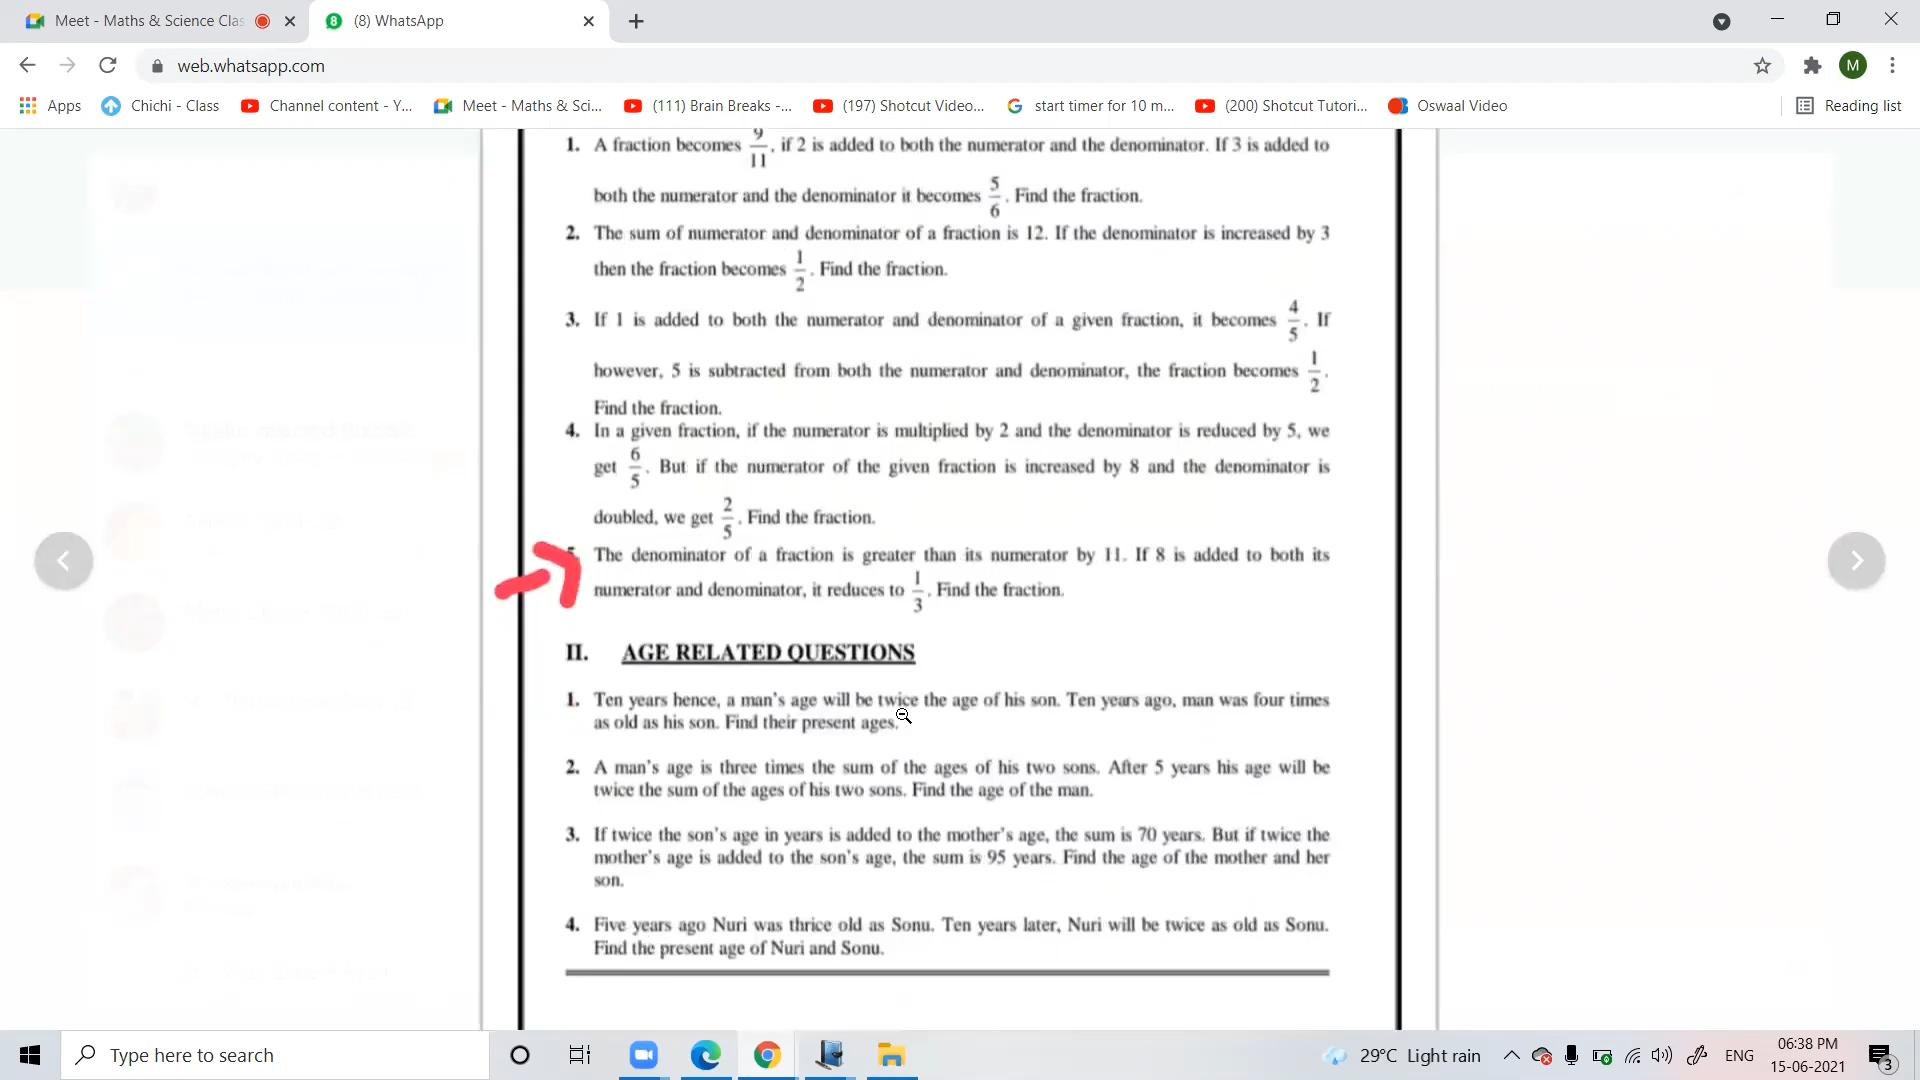 Meet - Maths & Science Clas
(8) WhatsApp
web.whatsapp.com
M
Apps
Chichi - Class
Channel content - Y...
Meet - Maths & Sci...
(111) Brain Breaks -...
(197) Shotcut Video...
start timer for 10 m...
(200) Shotcut Tutori...
Oswaal Video
Reading list
1. A fraction becomes 9/11, if 2 is added to both the numerator and the denominator. If 3 is added to
both the numerator and the denominator it becomes 5/6. Find the fraction.
2. The sum of numerator and denominator of a fraction is 12. If the denominator is increased by 3
then the fraction becomes 1/2. Find the fraction.
3. If 1 is added to both the numerator and denominator of a given fraction, it becomes 4/5. If
however, 5 is subtracted from both the numerator and denominator, the fraction becomes 1/2.
Find the fraction.
4. In a given fraction, if the numerator is multiplied by 2 and the denominator is reduced by 5, we
get 6/5. But if the numerator of the given fraction is increased by 8 and the denominator is
doubled, we get 2/5. Find the fraction.
The denominator of a fraction is greater than its numerator by 11. If 8 is added to both its
numerator and denominator, it reduces to 1/3. Find the fraction.
II. AGE RELATED QUESTIONS
1. Ten years hence, a man's age will be twice the age of his son. Ten years ago, man was four times
as old as his son. Find their present ages.
2. A man's age is three times the sum of the ages of his two sons. After 5 years his age will be
twice the sum of the ages of his two sons. Find the age of the man.
3. If twice the son's age in years is added to the mother's age, the sum is 70 years. But if twice the
mother's age is added to the son's age, the sum is 95 years. Find the age of the mother and her
son.
4. Five years ago Nuri was thrice old as Sonu. Ten years later, Nuri will be twice as old as Sonu.
Find the present age of Nuri and Sonu.
Type here to search
29°C Light rain
ENG
06:38 PM
15-06-2021
3